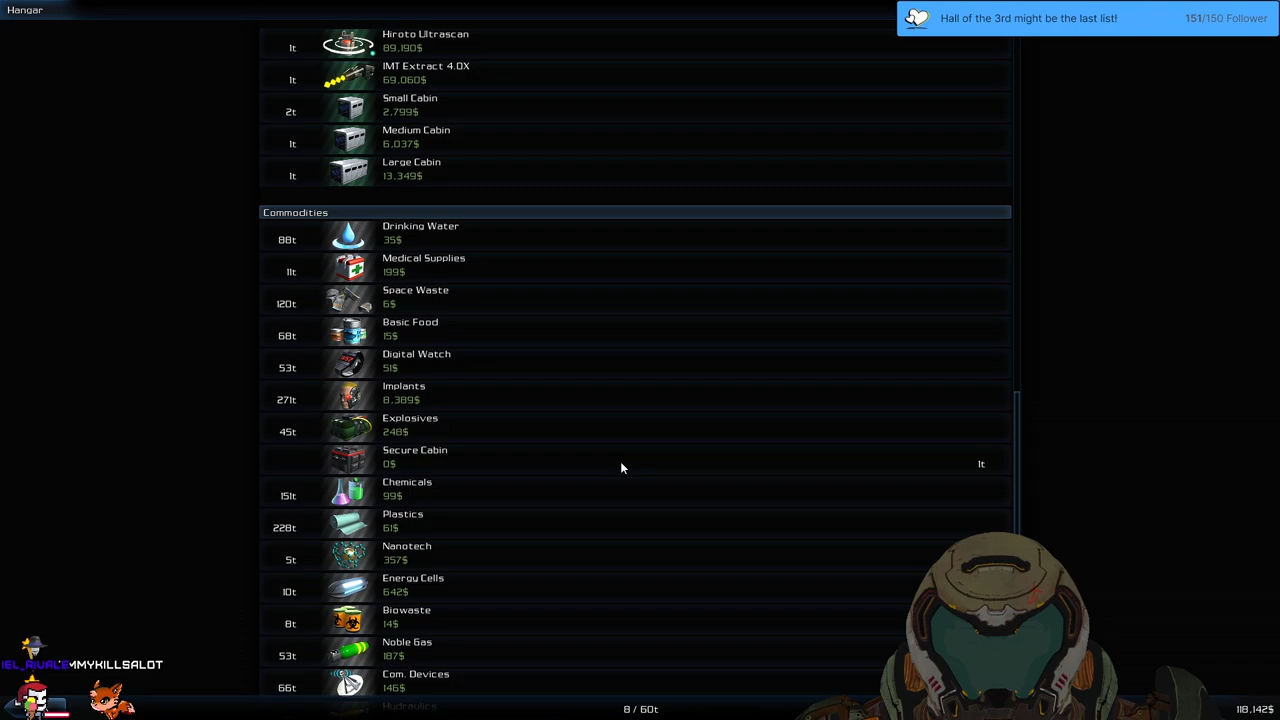 Hangar
Hall of the 3rd might be the last list!
151/150 Follower
Hiroto Ultrascan
1t
89,190$
IMT Extract 4.0X
1t
69,060$
Small Cabin
2t
2,799$
Medium Cabin
1t
6,037$
Large Cabin
1t
13,349$
Commodities
Drinking Water
88t
35$
Medical Supplies
11t
199$
Space Waste
120t
6$
Basic Food
68t
15$
Digital Watch
53t
51$
Implants
271t
8,389$
Explosives
45t
248$
Secure Cabin
0$
1t
Chemicals
151t
99$
Plastics
228t
61$
Nanotech
5t
357$
Energy Cells
10t
642$
Biowaste
8t
14$
Noble Gas
53t
187$
Com. Devices
66t
146$
Hydraulics
MMYKILLSALOT
8 / 60t
118,142$